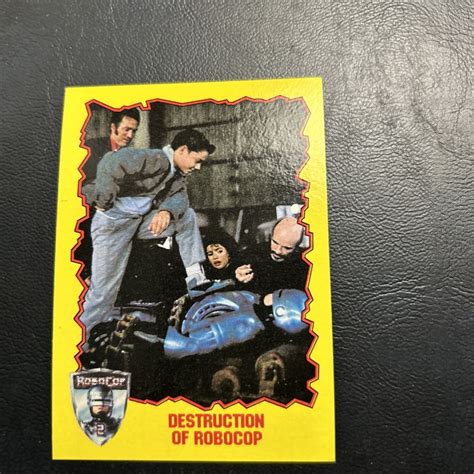 ROBOCOP
2
DESTRUCTION
OF ROBOCOP